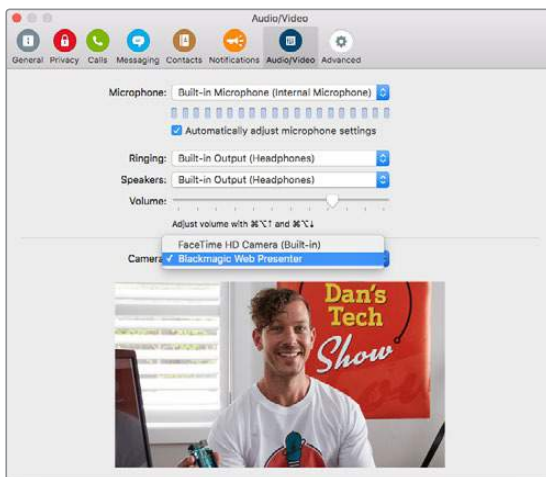 Audio/Video
General Privacy Calls Messaging Contacts Notifications Audio/Video Advanced
Microphone: Built-in Microphone (Internal Microphone)
Automatically adjust microphone settings
Ringing: Built-in Output (Headphones)
Speakers: Built-in Output (Headphones)
Volume:
Adjust volume with ⌘⌥↑ and ⌘⌥↓
FaceTime HD Camera (Built-in)
Camera ✓ Blackmagic Web Presenter
Dan's
Tech
Show